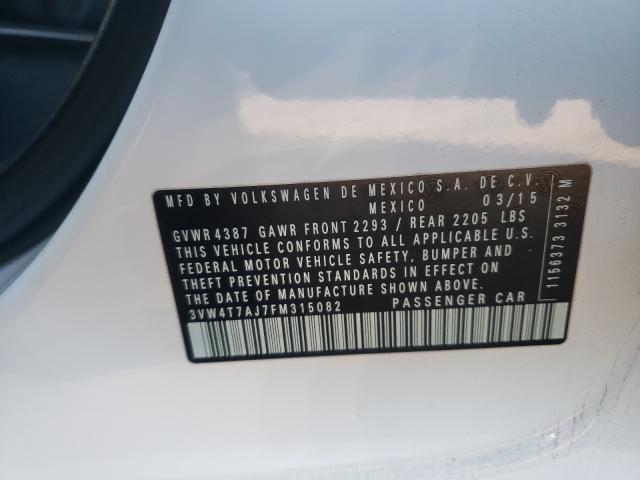 MFD BY VOLKSWAGEN DE MEXICO S.A. DE C.V.
MEXICO 03/15
GVWR 4387 GAWR FRONT 2293 / REAR 2205 LBS
THIS VEHICLE CONFORMS TO ALL APPLICABLE U.S.
FEDERAL MOTOR VEHICLE SAFETY, BUMPER AND
THEFT PREVENTION STANDARDS IN EFFECT ON
THE DATE OF MANUFACTURE SHOWN ABOVE.
3VW4T7AJ7FM315082 PASSENGER CAR
1156373 3132 M